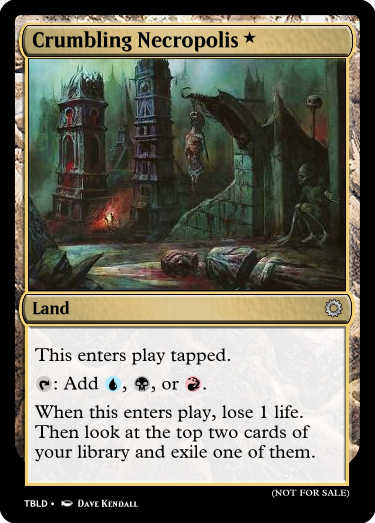 Crumbling Necropolis ★
Land
This enters play tapped.
: Add , , or .
When this enters play, lose 1 life.
Then look at the top two cards of
your library and exile one of them.
(NOT FOR SALE)
TBLD • Dave Kendall